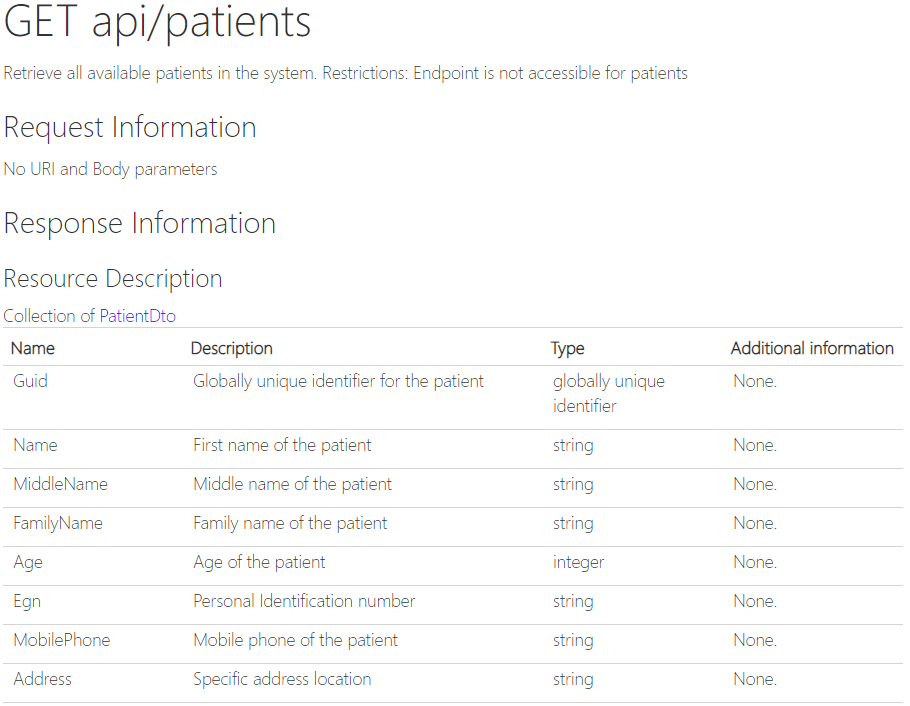 GET api/patients
Retrieve all available patients in the system. Restrictions: Endpoint is not accessible for patients
Request Information
No URI and Body parameters
Response Information
Resource Description
Collection of PatientDto
Name Description Type Additional information
Guid Globally unique identifier for the patient globally unique None.
identifier
Name First name of the patient string None.
MiddleName Middle name of the patient string None.
FamilyName Family name of the patient string None.
Age Age of the patient integer None.
Egn Personal Identification number string None.
MobilePhone Mobile phone of the patient string None.
Address Specific address location string None.